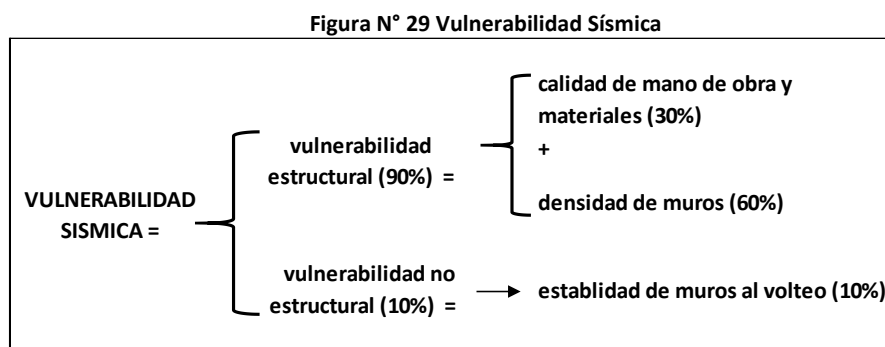 Figura N° 29 Vulnerabilidad Sísmica
VULNERABILIDAD
SISMICA =
vulnerabilidad
estructural (90%) =
calidad de mano de obra y
materiales (30%)
+
densidad de muros (60%)
vulnerabilidad no
estructural (10%) =
establidad de muros al volteo (10%)